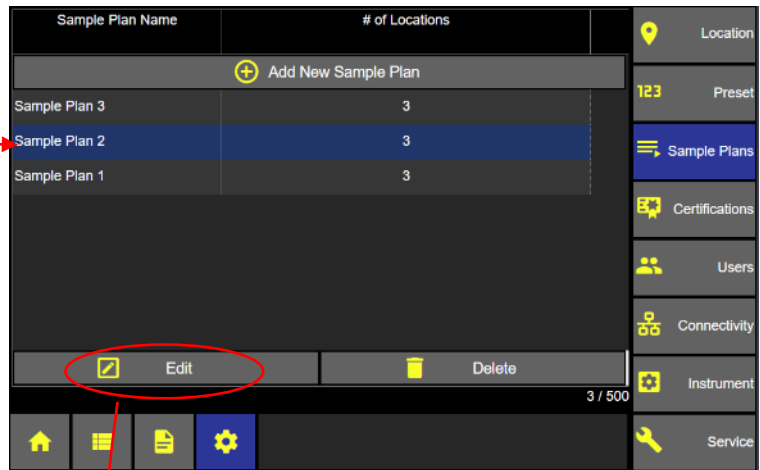 Sample Plan Name # of Locations
Add New Sample Plan
Sample Plan 3 3
Sample Plan 2 3
Sample Plan 1 3
Edit Delete
3 / 500
Location
123 Preset
Sample Plans
Certifications
Users
Connectivity
Instrument
Service